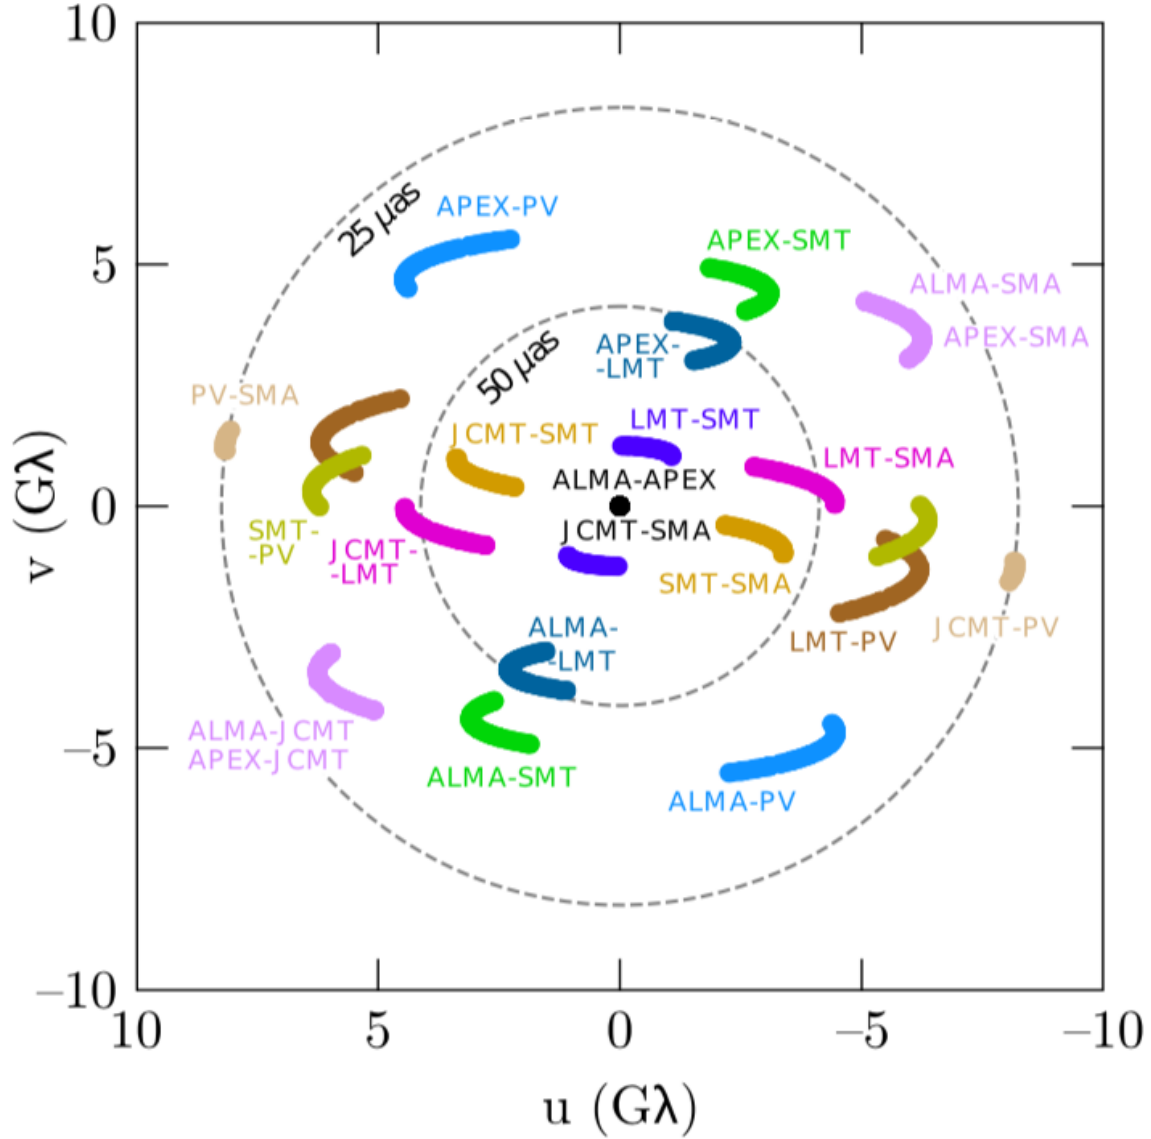 10
25 μas
APEX-PV
APEX-SMT
5
ALMA-SMA
APEX-SMA
50 μas
APEX-
-LMT
PV-SMA
JCMT-SMT
LMT-SMT
LMT-SMA
ALMA-APEX
0
JCMT-SMA
SMT-
-PV
JCMT-
-LMT
SMT-SMA
ALMA-
-LMT
LMT-PV
JCMT-PV
ALMA-JCMT
APEX-JCMT
−5
ALMA-SMT
ALMA-PV
−10
10
5
0
−5
−10
u (Gλ)
v (Gλ)